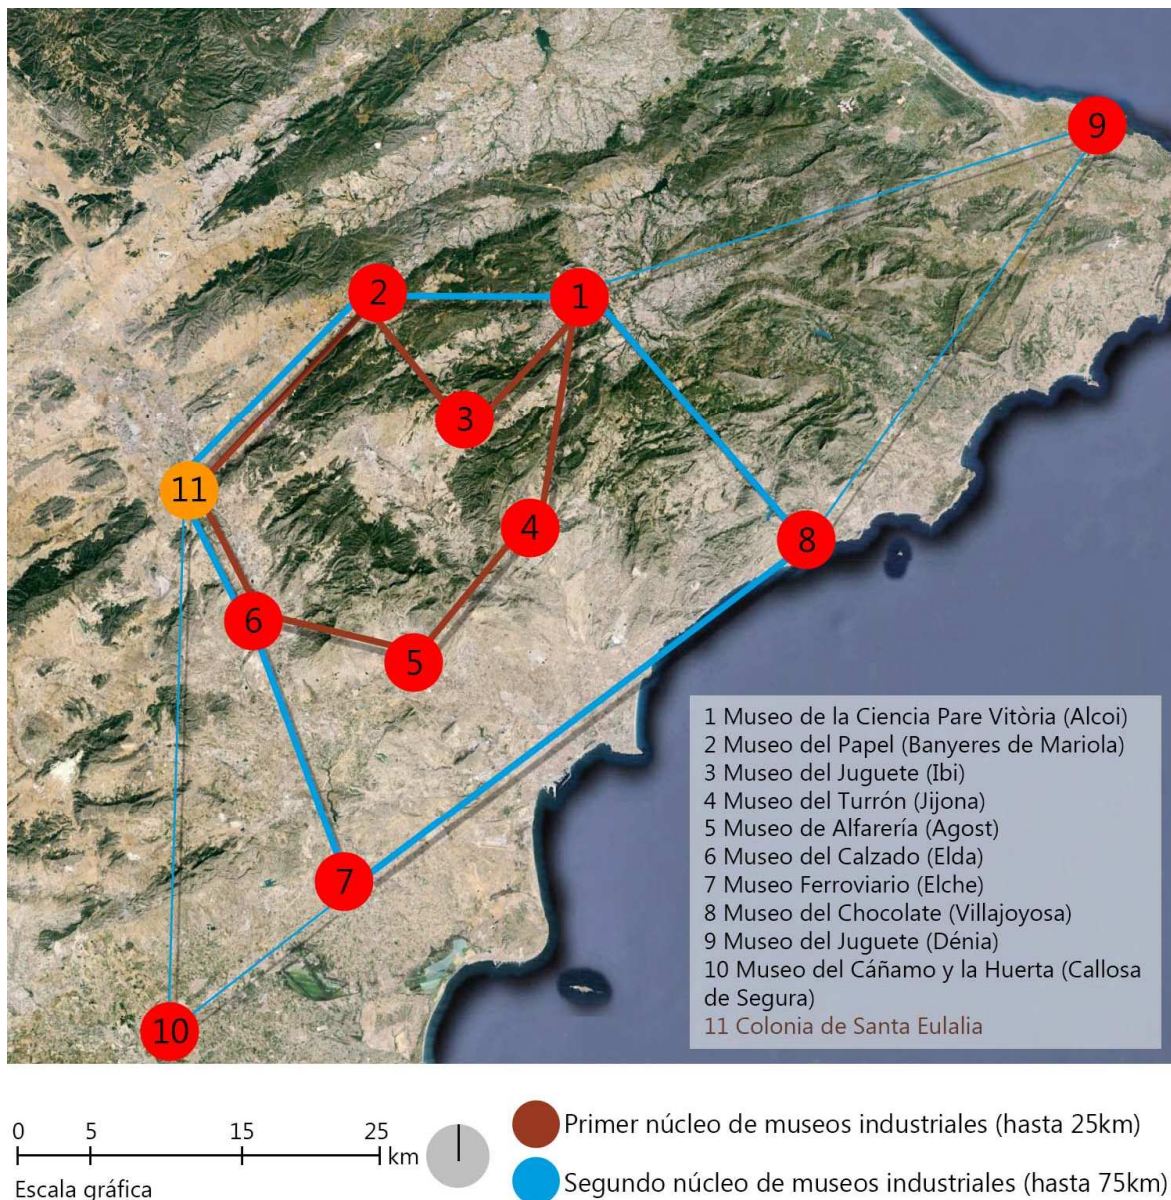 9
2
1
3
11
4
8
6
5
7
10
1 Museo de la Ciencia Pare Vitòria (Alcoi)
2 Museo del Papel (Banyeres de Mariola)
3 Museo del Juguete (Ibi)
4 Museo del Turrón (Jijona)
5 Museo de Alfarería (Agost)
6 Museo del Calzado (Elda)
7 Museo Ferroviario (Elche)
8 Museo del Chocolate (Villajoyosa)
9 Museo del Juguete (Dénia)
10 Museo del Cáñamo y la Huerta (Callosa
de Segura)
11 Colonia de Santa Eulalia
0 5 15 25
km
Escala gráfica
Primer núcleo de museos industriales (hasta 25km)
Segundo núcleo de museos industriales (hasta 75km)